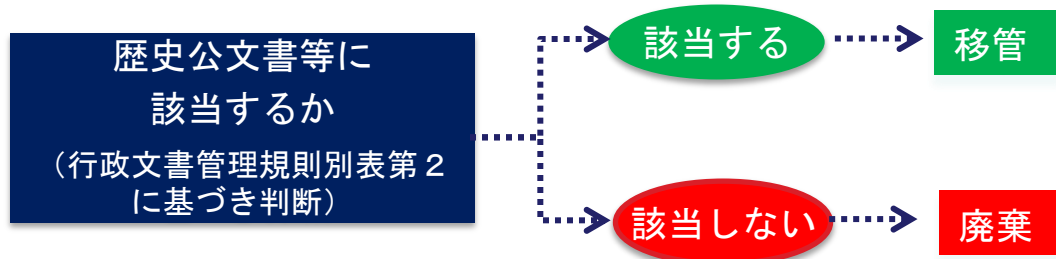 歴史公文書等に
該当するか
（行政文書管理規則別表第２
に基づき判断）
該当する
移管
該当しない
廃棄